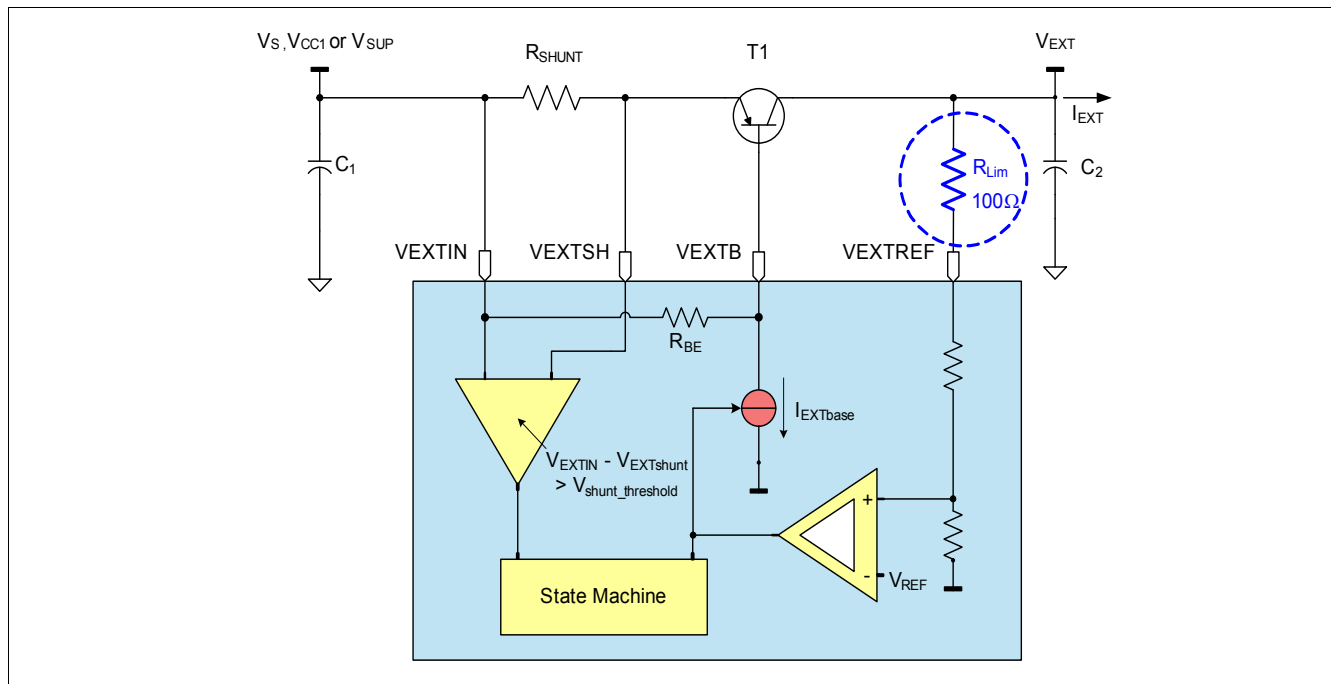 VS ,VCC1 or VSUP
RSHUNT
T1
VEXT
IEXT
C1
RLim
100Ω
C2
VEXTIN
VEXTSH
VEXTB
VEXTREF
RBE
IEXTbase
VEXTIN - VEXTshunt
> Vshunt_threshold
+
-
VREF
State Machine